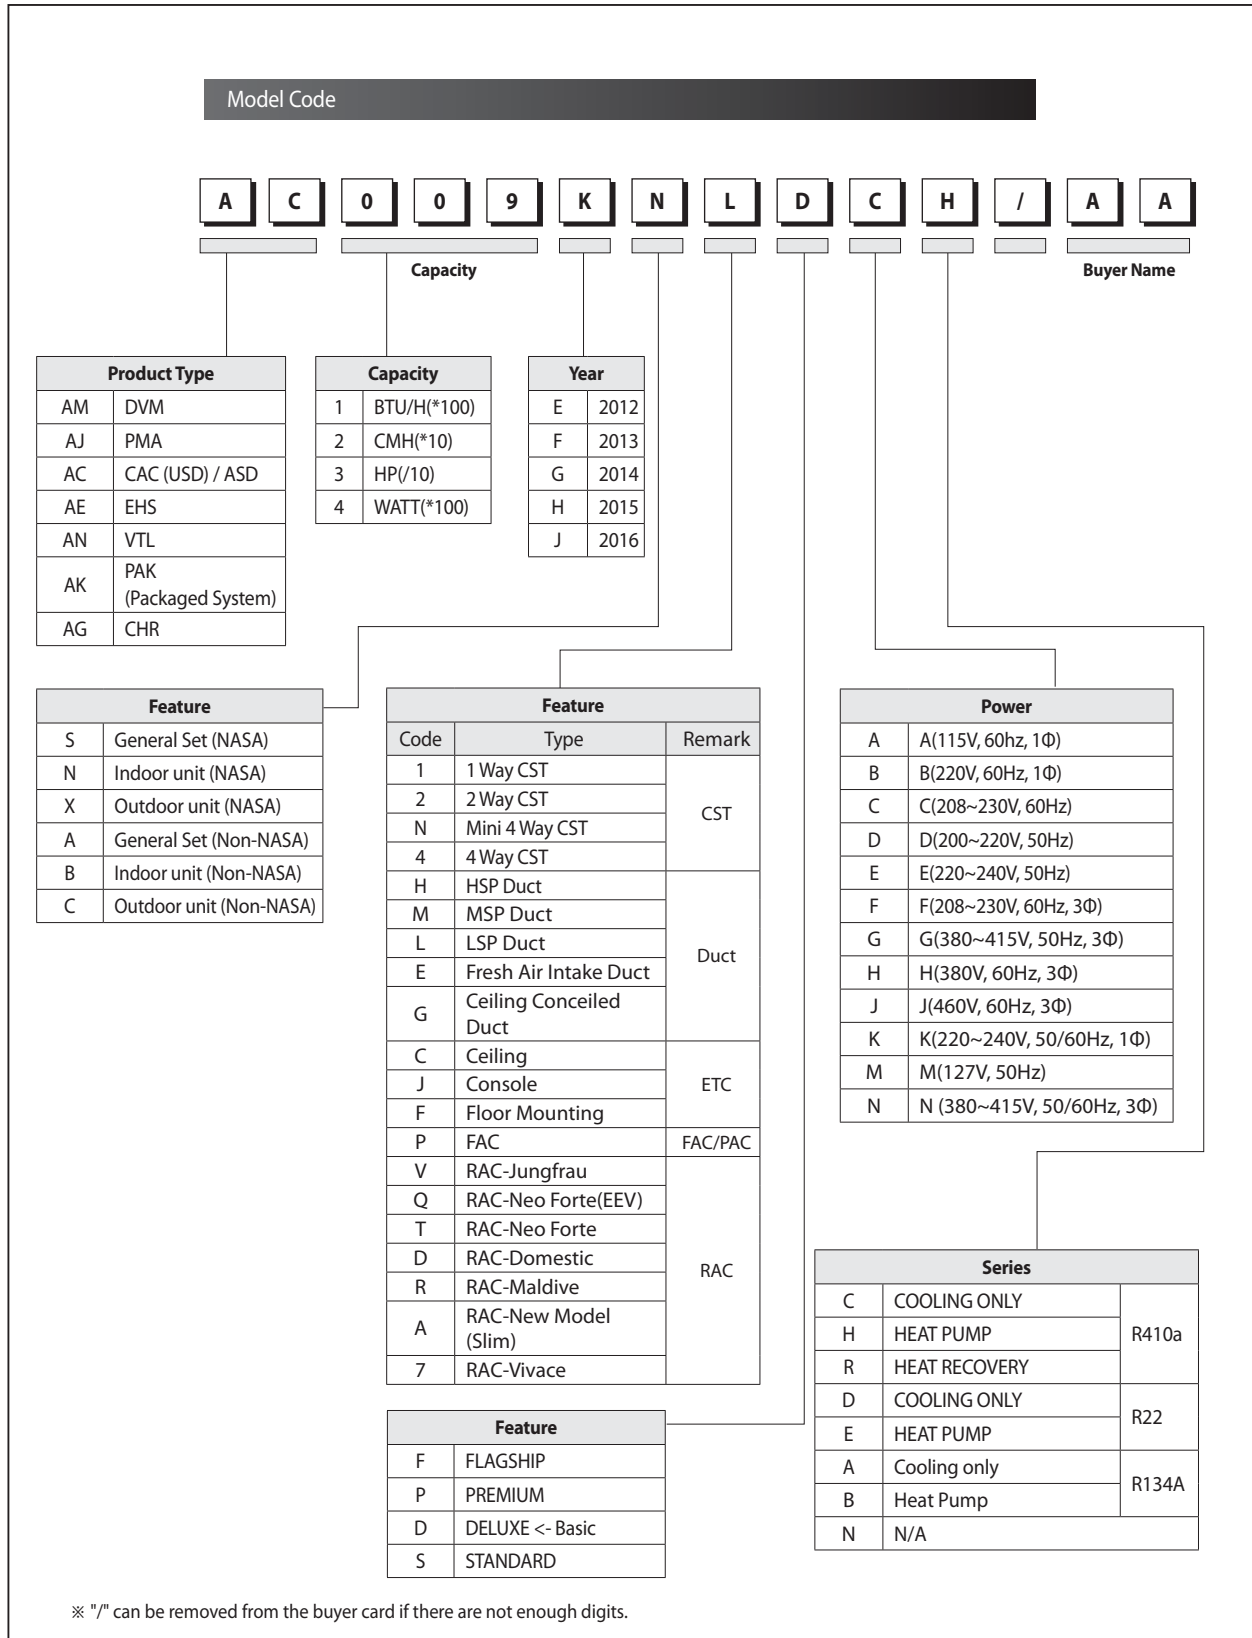 Model Code
A C 0 0 9 K N L D C H / A A
Capacity
Buyer Name
Product Type
AM DVM
AJ PMA
AC CAC (USD) / ASD
AE EHS
AN VTL
AK PAK
(Packaged System)
AG CHR
Capacity
1 BTU/H(*100)
2 CMH(*10)
3 HP(/10)
4 WATT(*100)
Year
E 2012
F 2013
G 2014
H 2015
J 2016
Feature
S General Set (NASA)
N Indoor unit (NASA)
X Outdoor unit (NASA)
A General Set (Non-NASA)
B Indoor unit (Non-NASA)
C Outdoor unit (Non-NASA)
Feature
Code Type Remark
1 1 Way CST
2 2 Way CST
N Mini 4 Way CST
4 4 Way CST
CST
H HSP Duct
M MSP Duct
L LSP Duct
E Fresh Air Intake Duct
G Ceiling Conceiled
Duct
Duct
C Ceiling
J Console
F Floor Mounting
ETC
P FAC FAC/PAC
V RAC-Jungfrau
Q RAC-Neo Forte(EEV)
T RAC-Neo Forte
D RAC-Domestic
R RAC-Maldive
A RAC-New Model
(Slim)
7 RAC-Vivace
RAC
Feature
F FLAGSHIP
P PREMIUM
D DELUXE <- Basic
S STANDARD
Power
A A(115V, 60hz, 1Φ)
B B(220V, 60Hz, 1Φ)
C C(208~230V, 60Hz)
D D(200~220V, 50Hz)
E E(220~240V, 50Hz)
F F(208~230V, 60Hz, 3Φ)
G G(380~415V, 50Hz, 3Φ)
H H(380V, 60Hz, 3Φ)
J J(460V, 60Hz, 3Φ)
K K(220~240V, 50/60Hz, 1Φ)
M M(127V, 50Hz)
N N (380~415V, 50/60Hz, 3Φ)
Series
C COOLING ONLY
H HEAT PUMP
R HEAT RECOVERY
R410a
D COOLING ONLY
E HEAT PUMP
R22
A Cooling only
B Heat Pump
R134A
N N/A
※ "/" can be removed from the buyer card if there are not enough digits.